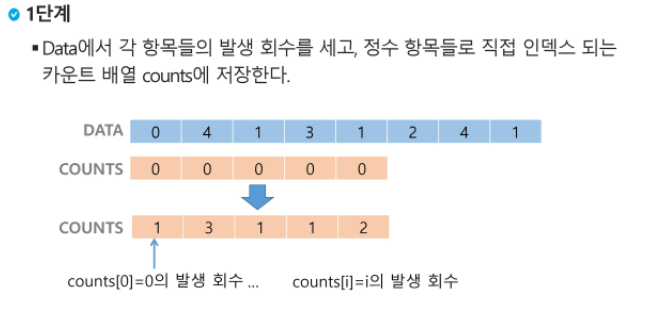 1단계
▪Data에서 각 항목들의 발생 회수를 세고, 정수 항목들로 직접 인덱스 되는
카운트 배열 counts에 저장한다.
DATA 0 4 1 3 1 2 4 1
COUNTS 0 0 0 0 0
COUNTS 1 3 1 1 2
counts[0]=0의 발생 회수 ... counts[i]=i의 발생 회수